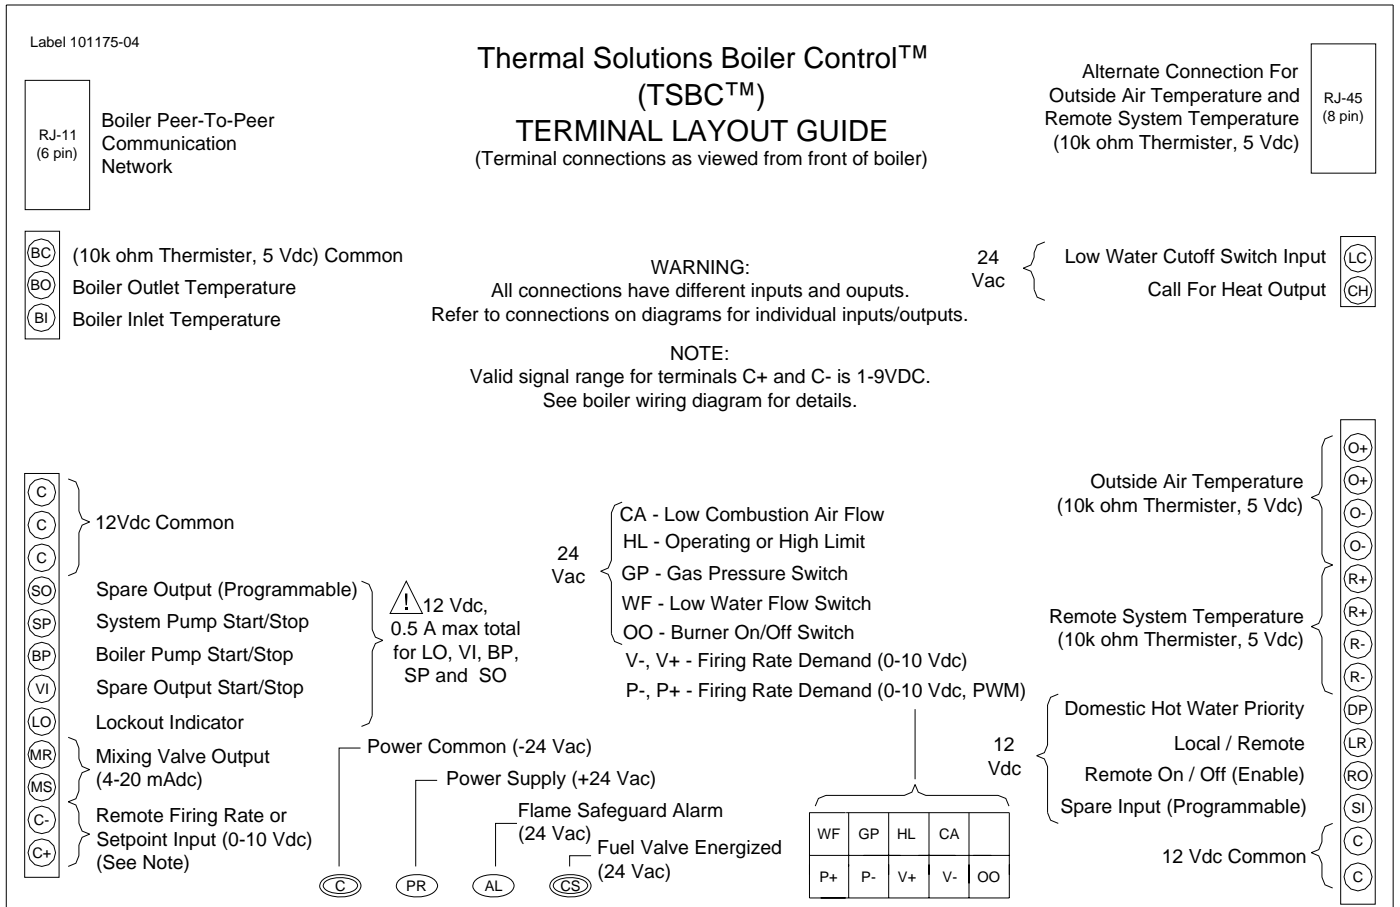 Label 101175-04
Thermal Solutions Boiler Control™
(TSBC™)
TERMINAL LAYOUT GUIDE
(Terminal connections as viewed from front of boiler)
RJ-11
(6 pin)
Boiler Peer-To-Peer
Communication
Network
Alternate Connection For
Outside Air Temperature and
Remote System Temperature
(10k ohm Thermister, 5 Vdc)
RJ-45
(8 pin)
BC (10k ohm Thermister, 5 Vdc) Common
BO Boiler Outlet Temperature
BI Boiler Inlet Temperature
WARNING:
All connections have different inputs and ouputs.
Refer to connections on diagrams for individual inputs/outputs.
NOTE:
Valid signal range for terminals C+ and C- is 1-9VDC.
See boiler wiring diagram for details.
24
Vac
Low Water Cutoff Switch Input LC
Call For Heat Output CH
C
C
C
12Vdc Common
SO Spare Output (Programmable)
SP System Pump Start/Stop
BP Boiler Pump Start/Stop
VI Spare Output Start/Stop
LO Lockout Indicator
! 12 Vdc,
0.5 A max total
for LO, VI, BP,
SP and SO
MR
MS
Mixing Valve Output
(4-20 mAdc)
C-
C+
Remote Firing Rate or
Setpoint Input (0-10 Vdc)
(See Note)
Power Common (-24 Vac)
Power Supply (+24 Vac)
Flame Safeguard Alarm
(24 Vac)
Fuel Valve Energized
(24 Vac)
C PR AL CS
24
Vac
CA - Low Combustion Air Flow
HL - Operating or High Limit
GP - Gas Pressure Switch
WF - Low Water Flow Switch
OO - Burner On/Off Switch
V-, V+ - Firing Rate Demand (0-10 Vdc)
P-, P+ - Firing Rate Demand (0-10 Vdc, PWM)
WF GP HL CA
P+ P- V+ V- OO
Outside Air Temperature
(10k ohm Thermister, 5 Vdc)
O+
O+
O-
O-
Remote System Temperature
(10k ohm Thermister, 5 Vdc)
R+
R+
R-
R-
12
Vdc
Domestic Hot Water Priority DP
Local / Remote LR
Remote On / Off (Enable) RO
Spare Input (Programmable) SI
12 Vdc Common
C
C